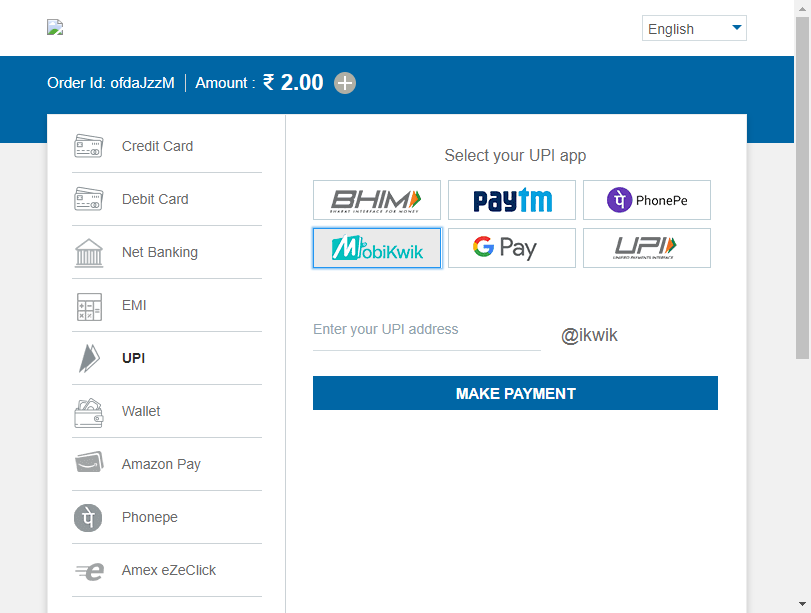 English
Order Id: ofdaJzzM | Amount : ₹ 2.00
Credit Card
Debit Card
Net Banking
EMI
UPI
Wallet
Amazon Pay
Phonepe
Amex eZeClick
Select your UPI app
BHIM
BHARAT INTERFACE FOR MONEY
paytm
पे PhonePe
MobiKwik
G Pay
UPI
UNIFIED PAYMENTS INTERFACE
Enter your UPI address
@ikwik
MAKE PAYMENT